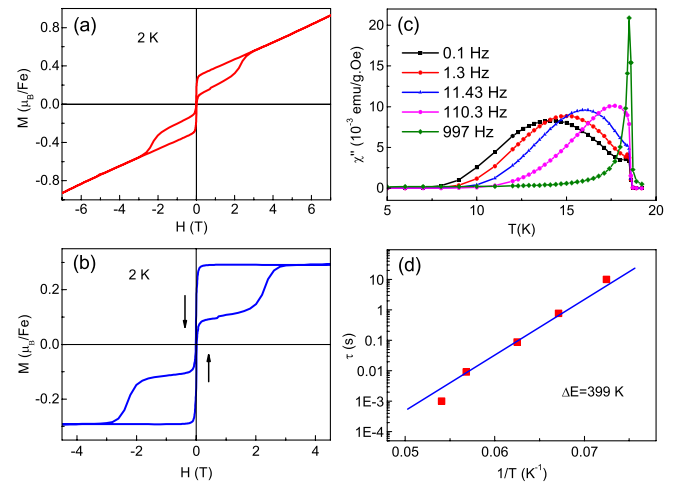 (a)
2 K
M (μB/Fe)
0.8
0.4
0.0
-0.4
-0.8
-6 -4 -2 0 2 4 6
H (T)
(b)
2 K
M (μB/Fe)
0.2
0.0
-0.2
-4 -2 0 2 4
H (T)
(c)
0.1 Hz
1.3 Hz
11.43 Hz
110.3 Hz
997 Hz
χ'' (10⁻³ emu/g.Oe)
20
15
10
5
0
5 10 15 20
T(K)
(d)
τ (s)
10
1
0.1
0.01
1E-3
1E-4
ΔE=399 K
0.05 0.06 0.07
1/T (K⁻¹)